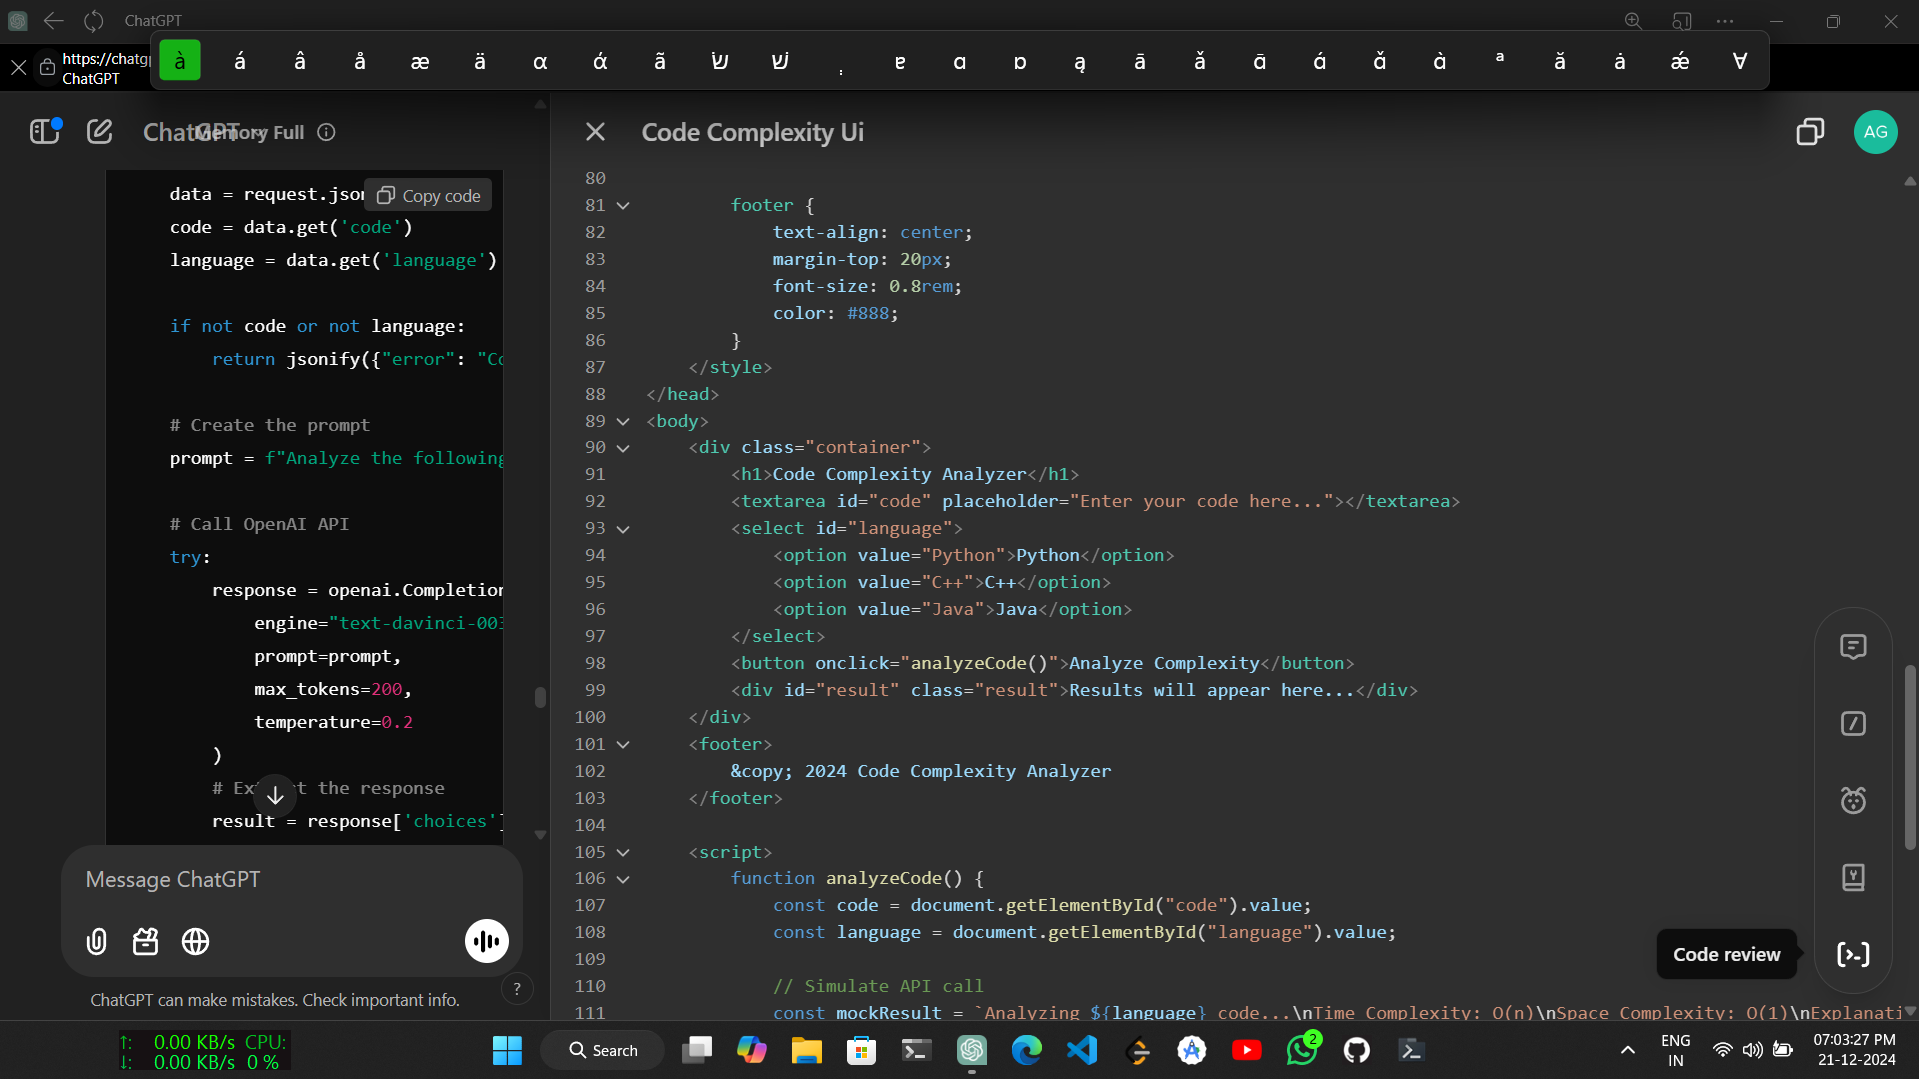 ChatGPT
https://chatg
ChatGPT
à á â å æ ä α ά ã שׂ שׁ ɐ ɑ ɒ ą ā ǎ ᾱ ά ᾰ ὰ ª ă ȧ ǽ ∀
ChatGPT
Memory Full
data = request.json
Copy code
code = data.get('code')
language = data.get('language')
if not code or not language:
return jsonify({"error": "Co
# Create the prompt
prompt = f"Analyze the following
# Call OpenAI API
try:
response = openai.Completion
engine="text-davinci-003
prompt=prompt,
max_tokens=200,
temperature=0.2
)
# Ex t the response
result = response['choices']
Message ChatGPT
ChatGPT can make mistakes. Check important info.
?
Code Complexity Ui
AG
80
81 footer {
82 text-align: center;
83 margin-top: 20px;
84 font-size: 0.8rem;
85 color: #888;
86 }
87 </style>
88 </head>
89 <body>
90 <div class="container">
91 <h1>Code Complexity Analyzer</h1>
92 <textarea id="code" placeholder="Enter your code here..."></textarea>
93 <select id="language">
94 <option value="Python">Python</option>
95 <option value="C++">C++</option>
96 <option value="Java">Java</option>
97 </select>
98 <button onclick="analyzeCode()">Analyze Complexity</button>
99 <div id="result" class="result">Results will appear here...</div>
100 </div>
101 <footer>
102 &copy; 2024 Code Complexity Analyzer
103 </footer>
104
105 <script>
106 function analyzeCode() {
107 const code = document.getElementById("code").value;
108 const language = document.getElementById("language").value;
109
110 // Simulate API call
111 const mockResult = `Analyzing ${language} code...\nTime Complexity: O(n)\nSpace Complexity: O(1)\nExplanati
Code review
↑: 0.00 KB/s CPU:
↓: 0.00 KB/s 0 %
Search
2
ENG
IN
07:03:27 PM
21-12-2024